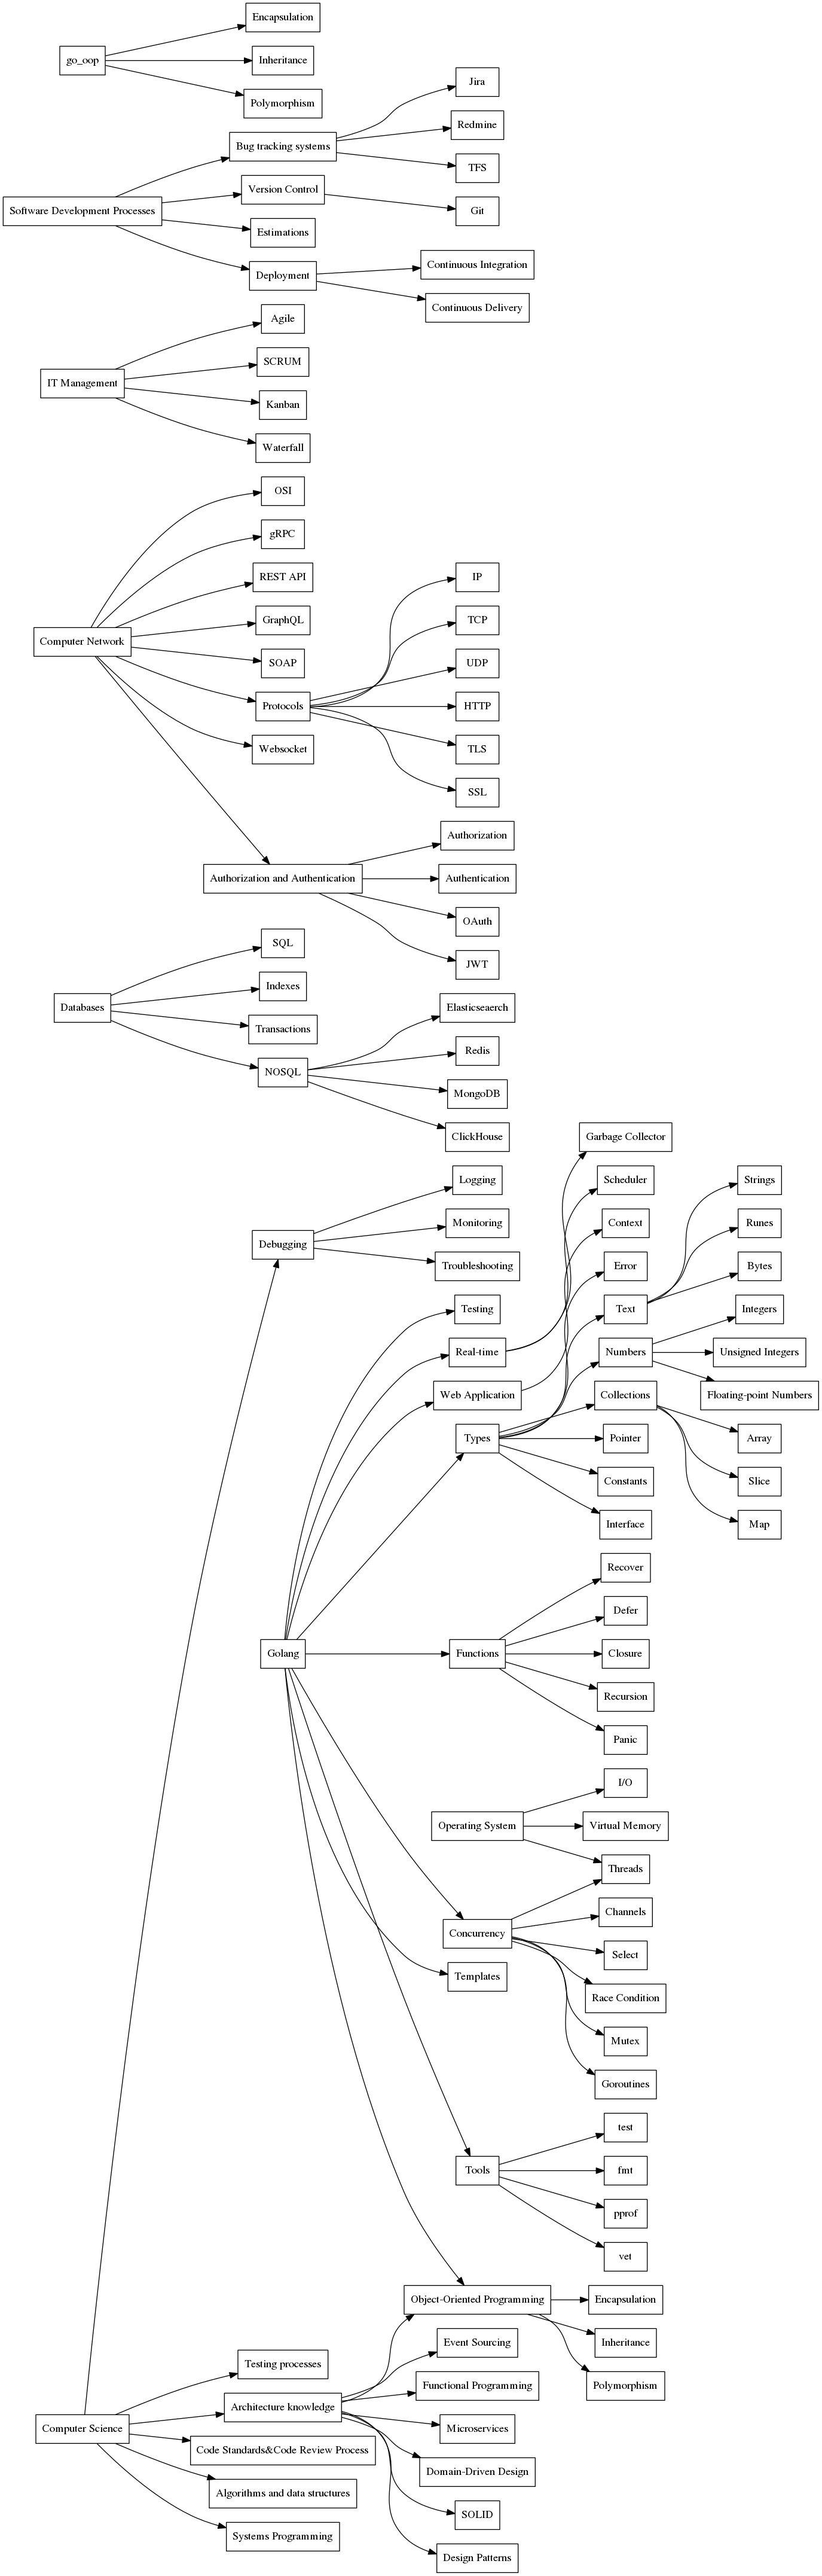 go_oop
Encapsulation
Inheritance
Polymorphism
Software Development Processes
Bug tracking systems
Jira
Redmine
TFS
Version Control
Git
Estimations
Deployment
Continuous Integration
Continuous Delivery
IT Management
Agile
SCRUM
Kanban
Waterfall
Computer Network
OSI
gRPC
REST API
GraphQL
SOAP
Protocols
IP
TCP
UDP
HTTP
TLS
SSL
Websocket
Authorization and Authentication
Authorization
Authentication
OAuth
JWT
Databases
SQL
Indexes
Transactions
NOSQL
Elasticseaerch
Redis
MongoDB
ClickHouse
Debugging
Logging
Monitoring
Troubleshooting
Golang
Testing
Real-time
Garbage Collector
Scheduler
Web Application
Context
Types
Error
Text
Strings
Runes
Bytes
Numbers
Integers
Unsigned Integers
Floating-point Numbers
Collections
Array
Slice
Map
Pointer
Constants
Interface
Functions
Recover
Defer
Closure
Recursion
Panic
Operating System
I/O
Virtual Memory
Threads
Concurrency
Channels
Select
Race Condition
Mutex
Goroutines
Templates
Tools
test
fmt
pprof
vet
Object-Oriented Programming
Encapsulation
Inheritance
Polymorphism
Computer Science
Testing processes
Architecture knowledge
Event Sourcing
Functional Programming
Microservices
Domain-Driven Design
SOLID
Design Patterns
Code Standards&Code Review Process
Algorithms and data structures
Systems Programming